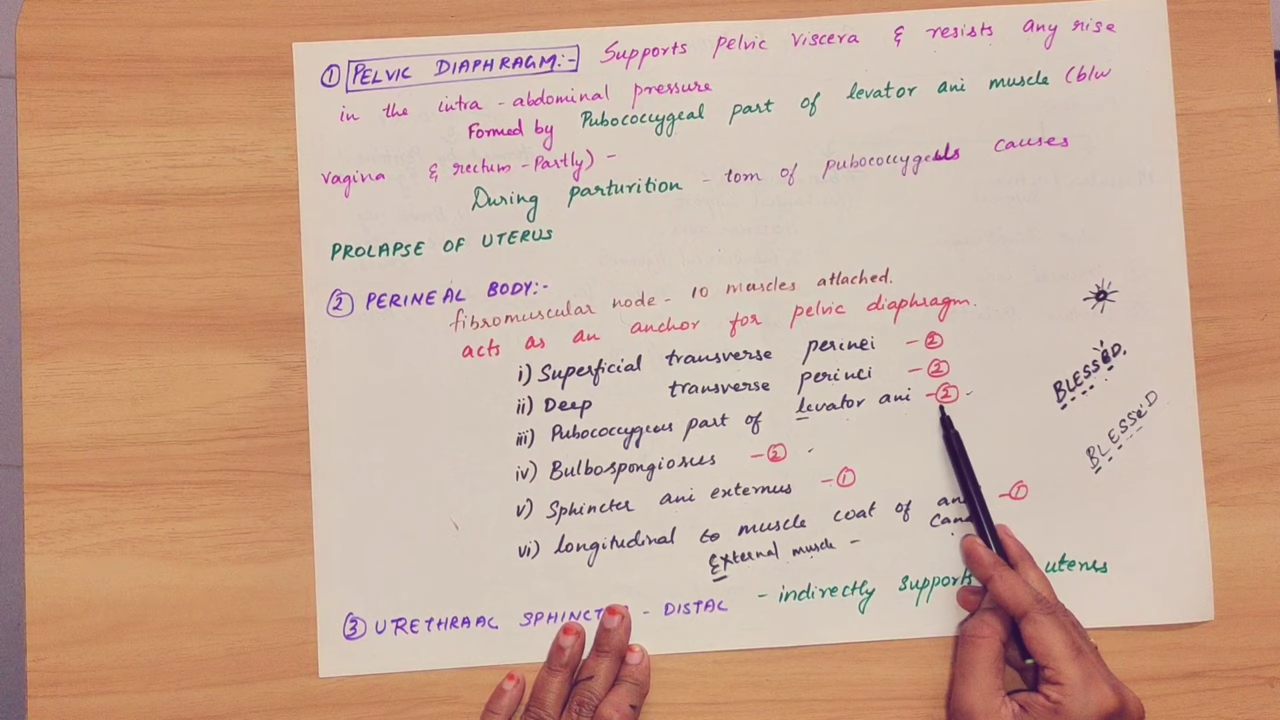 ① PELVIC DIAPHRAGM:- Supports pelvic viscera & resists any rise
in the intra - abdominal pressure
Formed by Pubococcygeal part of levator ani muscle (b/w
vagina & rectum - Partly) -
During parturition - torn of pubococcygeus causes
PROLAPSE OF UTERUS
② PERINEAL BODY:-
fibromuscular node - 10 muscles attached.
acts as an anchor for pelvic diaphragm.
i) Superficial transverse perinei - ②
ii) Deep transverse perinei - ②
iii) Pubococcygeus part of levator ani - ②
iv) Bulbospongiosus - ②
v) Sphincter ani externus - ①
vi) longitudinal to muscle coat of - ①
External muscle -
③ URETHRAAL - DISTAL - indirectly uterus
BLESSED.
BLESSeD